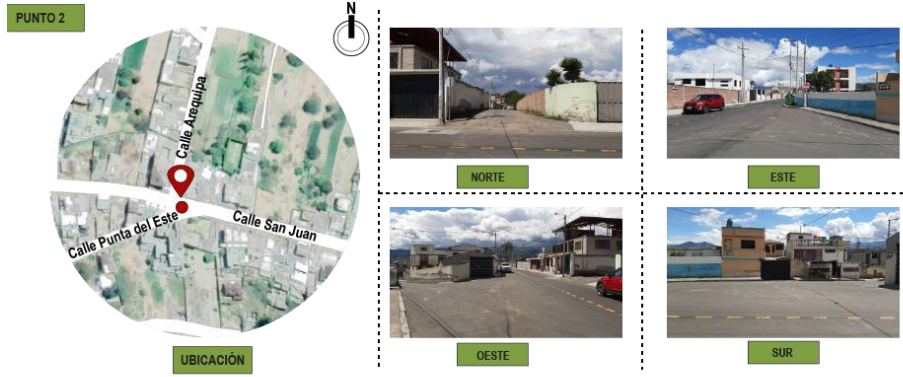 PUNTO 2
N
Calle Arequipa
Calle Punta del Este
Calle San Juan
UBICACIÓN
NORTE
ESTE
OESTE
SUR